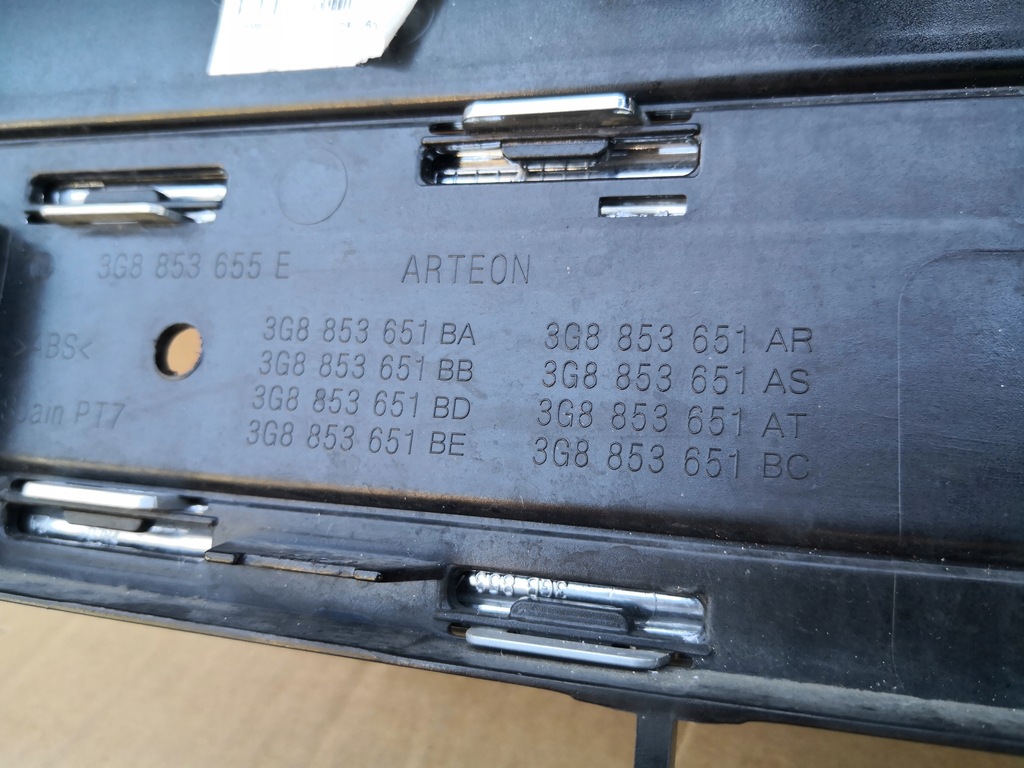 3G8 853 655 E
ARTEON
>ABS<
3G8 853 651 BA
3G8 853 651 BB
3G8 853 651 BD
3G8 853 651 BE
3G8 853 651 AR
3G8 853 651 AS
3G8 853 651 AT
3G8 853 651 BC
PT7